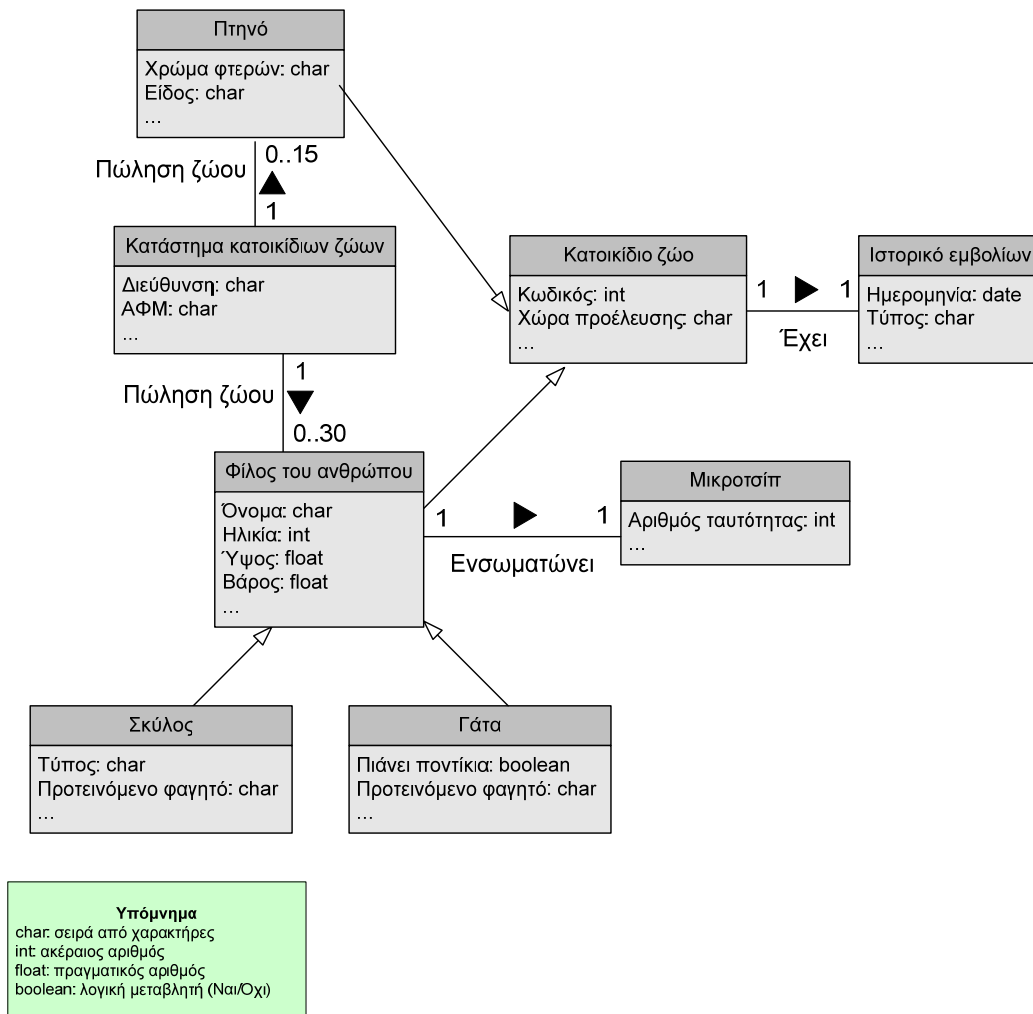 Πτηνό
Χρώμα φτερών: char
Είδος: char
...
Πώληση ζώου
0..15
1
Κατάστημα κατοικίδιων ζώων
Διεύθυνση: char
ΑΦΜ: char
...
Κατοικίδιο ζώο
Κωδικός: int
Χώρα προέλευσης: char
...
1
1
Έχει
Ιστορικό εμβολίων
Ημερομηνία: date
Τύπος: char
...
1
Πώληση ζώου
0..30
Φίλος του ανθρώπου
Όνομα: char
Ηλικία: int
Ύψος: float
Βάρος: float
...
1
1
Ενσωματώνει
Μικροτσίπ
Αριθμός ταυτότητας: int
...
Σκύλος
Τύπος: char
Προτεινόμενο φαγητό: char
...
Γάτα
Πιάνει ποντίκια: boolean
Προτεινόμενο φαγητό: char
...
Υπόμνημα
char: σειρά από χαρακτήρες
int: ακέραιος αριθμός
float: πραγματικός αριθμός
boolean: λογική μεταβλητή (Ναι/Όχι)